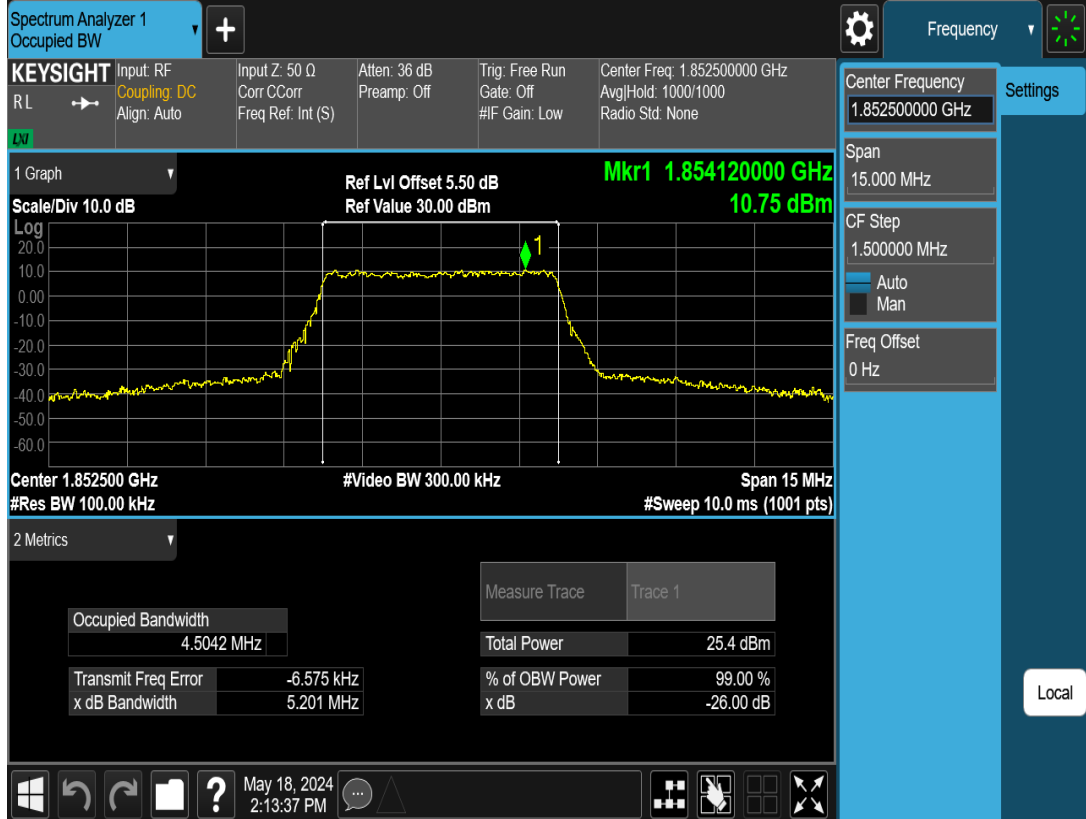 Spectrum Analyzer 1
Occupied BW
+
Frequency
KEYSIGHT
R L
LXI
Input: RF
Coupling: DC
Align: Auto
Input Z: 50 Ω
Corr CCorr
Freq Ref: Int (S)
Atten: 36 dB
Preamp: Off
Trig: Free Run
Gate: Off
#IF Gain: Low
Center Freq: 1.852500000 GHz
Avg|Hold: 1000/1000
Radio Std: None
Center Frequency
1.852500000 GHz
Settings
Span
15.000 MHz
CF Step
1.500000 MHz
Auto
Man
Freq Offset
0 Hz
Local
1 Graph
Ref Lvl Offset 5.50 dB
Mkr1 1.854120000 GHz
Scale/Div 10.0 dB
Ref Value 30.00 dBm
10.75 dBm
Log
1
20.0
10.0
0.00
-10.0
-20.0
-30.0
-40.0
-50.0
-60.0
Center 1.852500 GHz
#Video BW 300.00 kHz
Span 15 MHz
#Res BW 100.00 kHz
#Sweep 10.0 ms (1001 pts)
2 Metrics
Measure Trace
Trace 1
Occupied Bandwidth
4.5042 MHz
Total Power
25.4 dBm
Transmit Freq Error
-6.575 kHz
% of OBW Power
99.00 %
x dB Bandwidth
5.201 MHz
x dB
-26.00 dB
?
May 18, 2024
2:13:37 PM